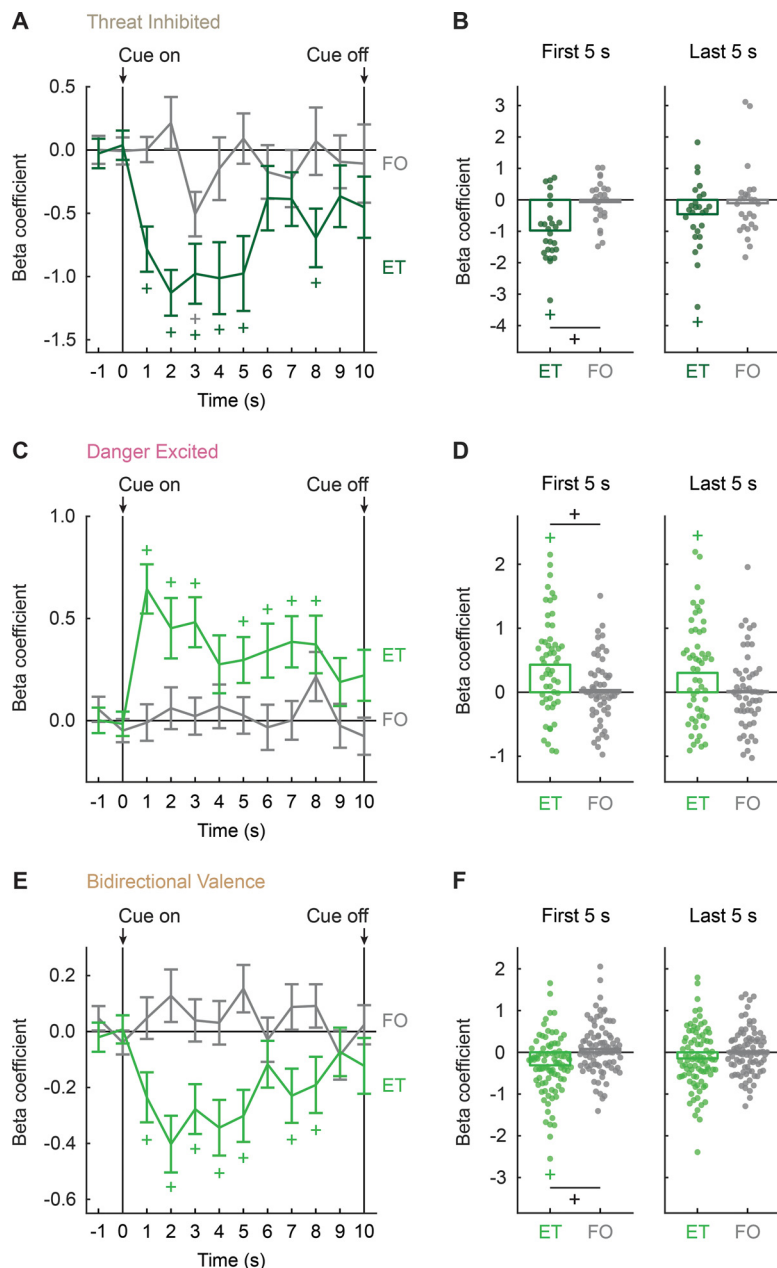 A Threat Inhibited
Cue on Cue off
0.5
0.0
-0.5
-1.0
-1.5
Beta coefficient
FO
ET
+ + + + + + +
-1 0 1 2 3 4 5 6 7 8 9 10
Time (s)
B
First 5 s Last 5 s
3
2
1
0
-1
-2
-3
-4
Beta coefficient
+ + +
ET FO ET FO
C Danger Excited
Cue on Cue off
1.0
0.5
0.0
Beta coefficient
+ + + + + + +
ET
FO
-1 0 1 2 3 4 5 6 7 8 9 10
Time (s)
D
First 5 s Last 5 s
+ + +
2
1
0
-1
Beta coefficient
ET FO ET FO
E Bidirectional Valence
Cue on Cue off
0.2
0.0
-0.2
-0.4
-0.6
Beta coefficient
FO
ET
+ + + + + + +
-1 0 1 2 3 4 5 6 7 8 9 10
Time (s)
F
First 5 s Last 5 s
2
1
0
-1
-2
-3
Beta coefficient
+ +
ET FO ET FO